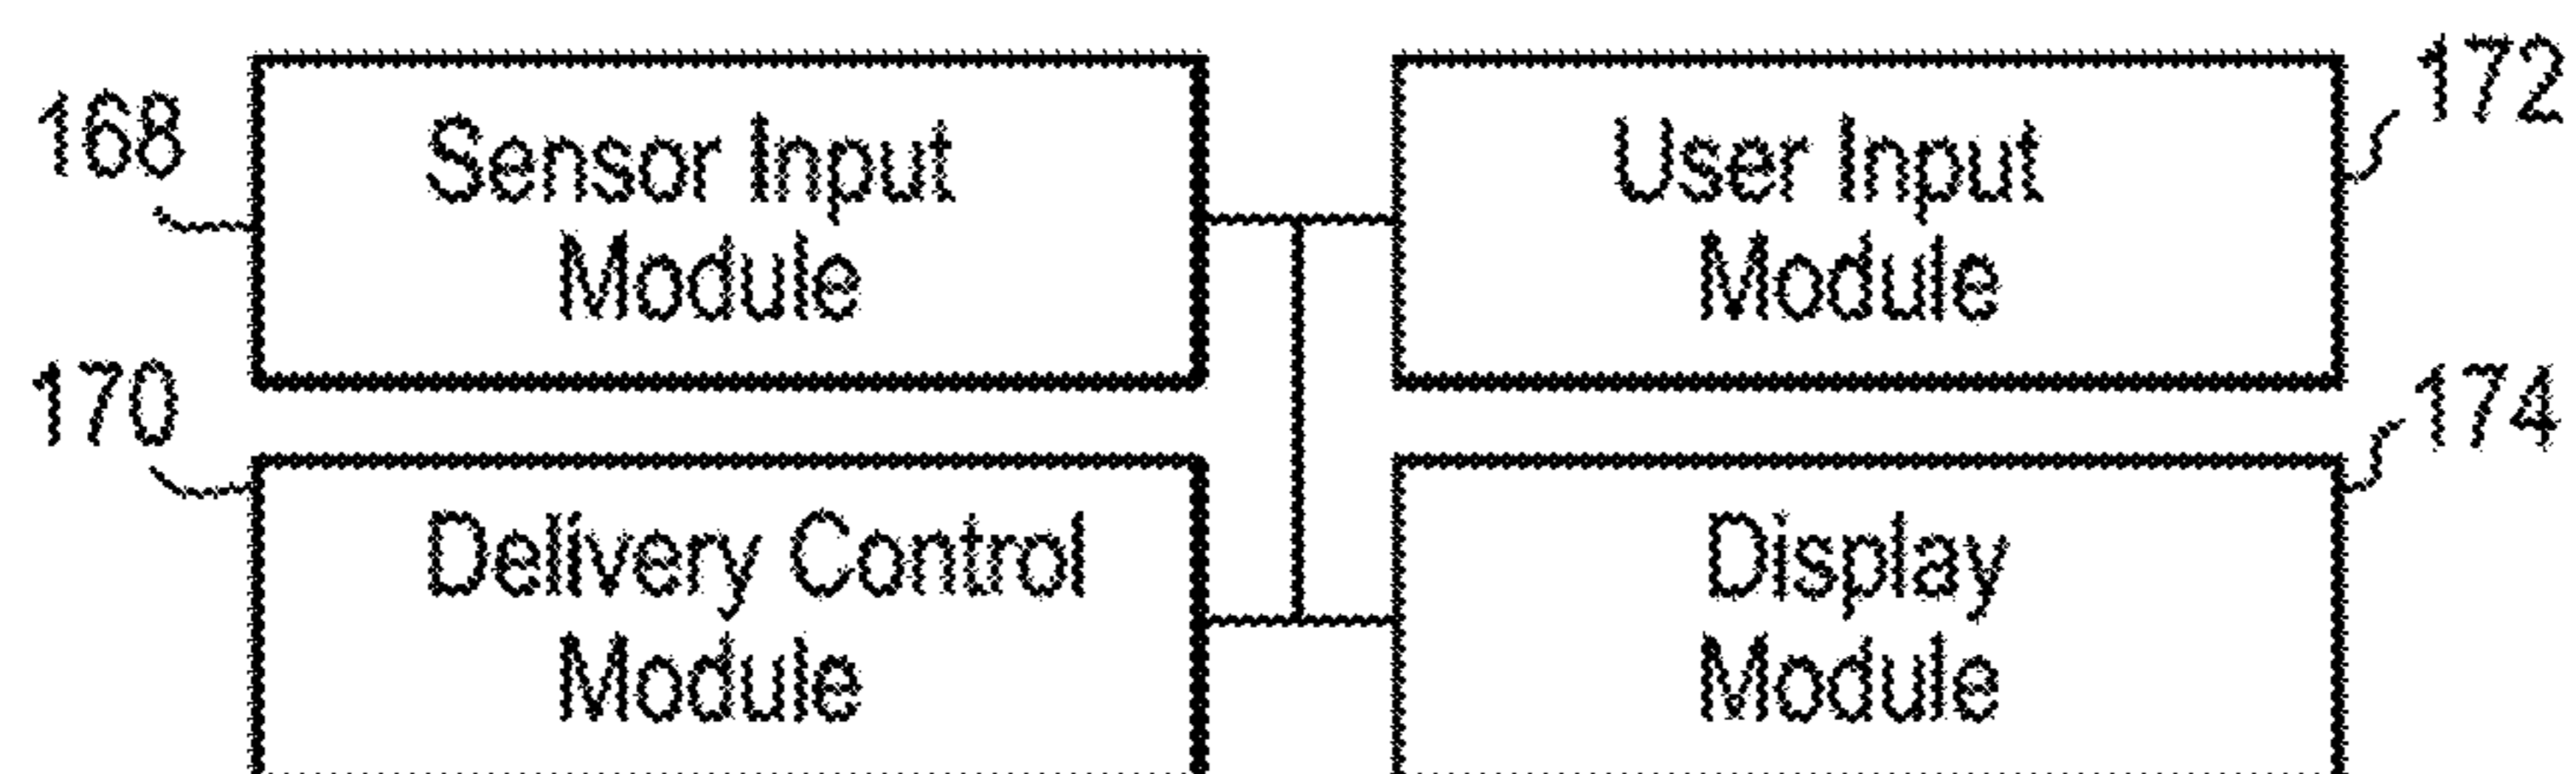 168
Sensor Input
Module
172
User Input
Module
170
Delivery Control
Module
174
Display
Module